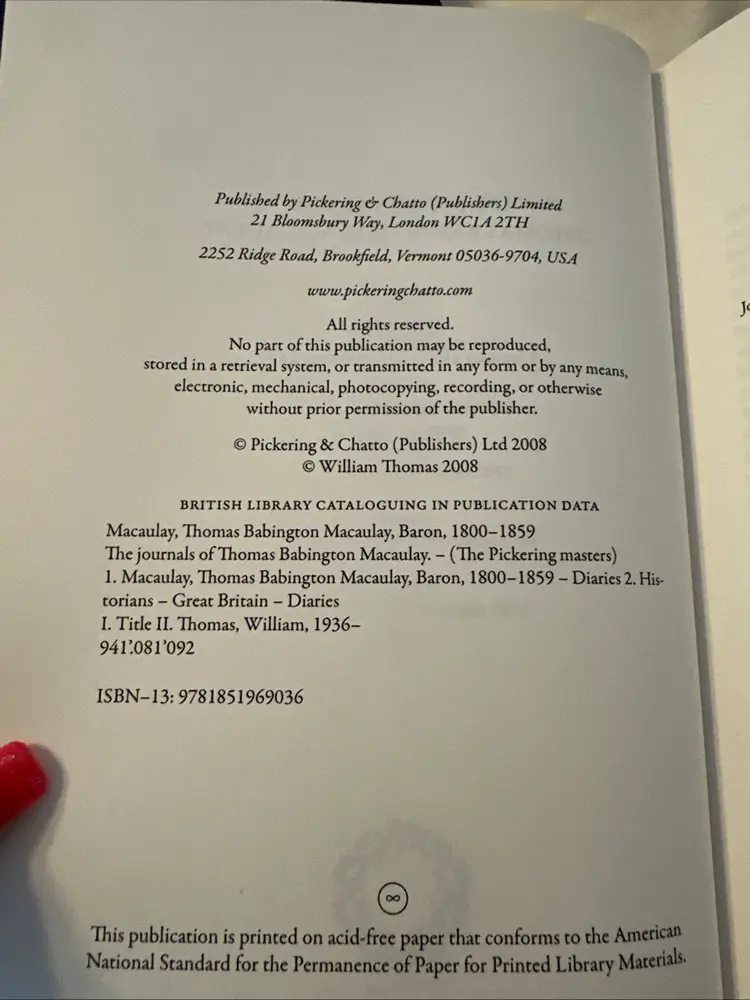 Published by Pickering & Chatto (Publishers) Limited
21 Bloomsbury Way, London WC1A 2TH
2252 Ridge Road, Brookfield, Vermont 05036-9704, USA
www.pickeringchatto.com
All rights reserved.
No part of this publication may be reproduced,
stored in a retrieval system, or transmitted in any form or by any means,
electronic, mechanical, photocopying, recording, or otherwise
without prior permission of the publisher.
© Pickering & Chatto (Publishers) Ltd 2008
© William Thomas 2008
BRITISH LIBRARY CATALOGUING IN PUBLICATION DATA
Macaulay, Thomas Babington Macaulay, Baron, 1800–1859
The journals of Thomas Babington Macaulay. – (The Pickering masters)
1. Macaulay, Thomas Babington Macaulay, Baron, 1800–1859 – Diaries 2. His-
torians – Great Britain – Diaries
I. Title II. Thomas, William, 1936–
941'.081'092
ISBN–13: 9781851969036
∞
This publication is printed on acid-free paper that conforms to the American
National Standard for the Permanence of Paper for Printed Library Materials.